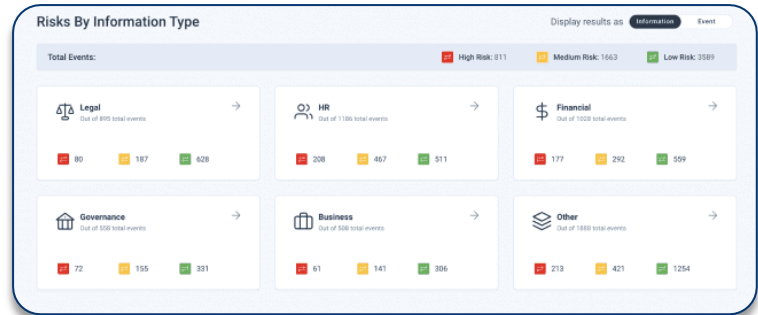 Risks By Information Type
Display results as Information Event
Total Events: High Risk: 811 Medium Risk: 1663 Low Risk: 3589
Legal
Out of 895 total events
80 187 628
HR
Out of 1186 total events
208 467 511
Financial
Out of 1028 total events
177 292 559
Governance
Out of 558 total events
72 155 331
Business
Out of 508 total events
61 141 306
Other
Out of 1888 total events
213 421 1254